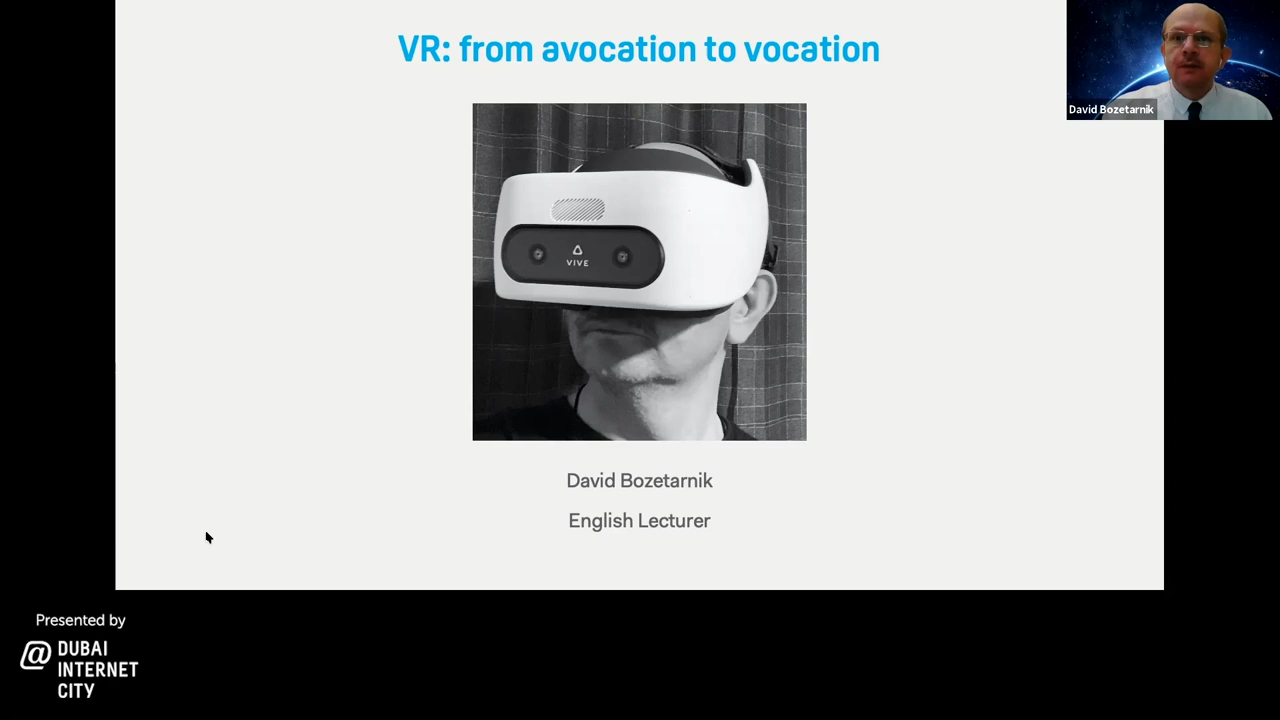 VR: from avocation to vocation
David Bozetarnik
VIVE
David Bozetarnik
English Lecturer
Presented by
@ DUBAI
INTERNET
CITY